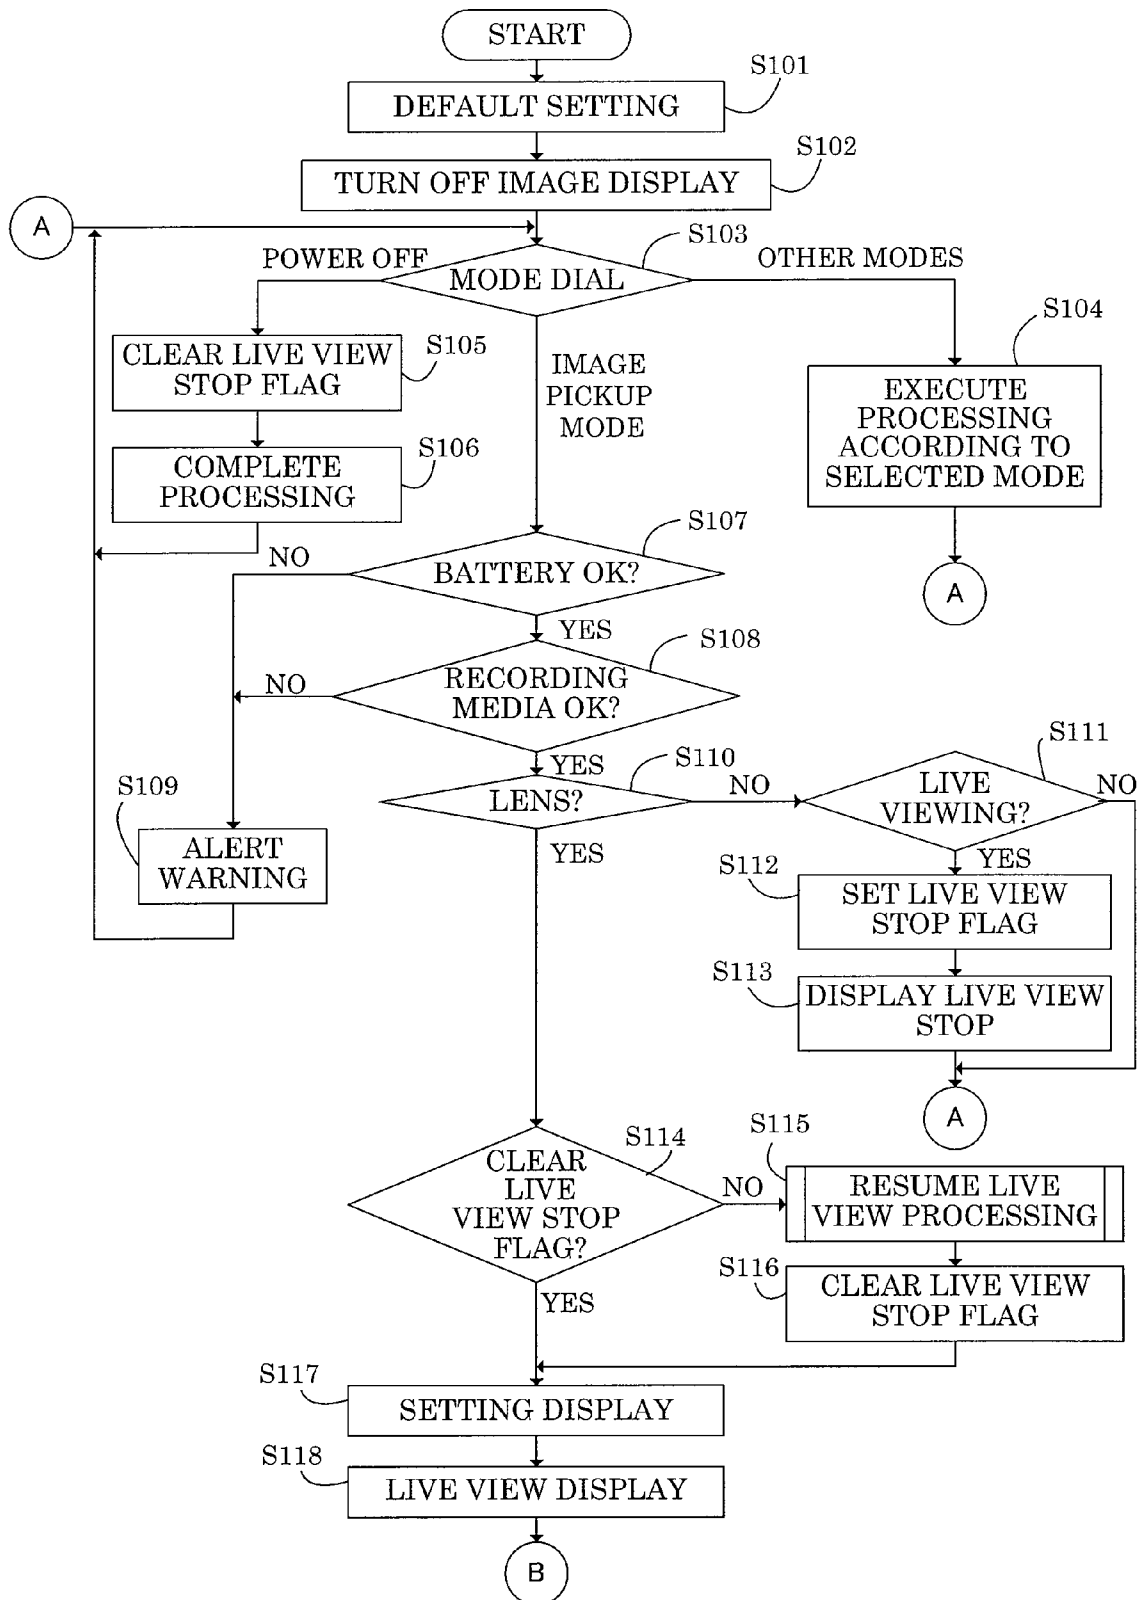 START
S101
DEFAULT SETTING
S102
TURN OFF IMAGE DISPLAY
A
S103
POWER OFF
MODE DIAL
OTHER MODES
S104
S105
CLEAR LIVE VIEW
STOP FLAG
IMAGE
PICKUP
MODE
EXECUTE
PROCESSING
ACCORDING TO
SELECTED MODE
S106
COMPLETE
PROCESSING
S107
NO
BATTERY OK?
A
YES
S108
NO
RECORDING
MEDIA OK?
YES
S110
S111
NO
LENS?
LIVE
VIEWING?
NO
S109
YES
YES
ALERT
WARNING
S112
SET LIVE VIEW
STOP FLAG
S113
DISPLAY LIVE VIEW
STOP
A
S114
CLEAR
LIVE
VIEW STOP
FLAG?
NO
S115
RESUME LIVE
VIEW PROCESSING
YES
S116
CLEAR LIVE VIEW
STOP FLAG
S117
SETTING DISPLAY
S118
LIVE VIEW DISPLAY
B